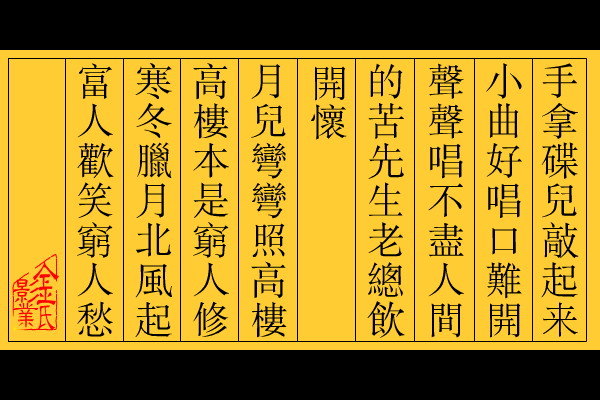 手拿碟兒敲起来
小曲好唱口難開
聲聲唱不盡人間
的苦先生老總飲
開懷
月兒彎彎照高樓
高樓本是窮人修
寒冬臘月北風起
富人歡笑窮人愁
金氏
景業